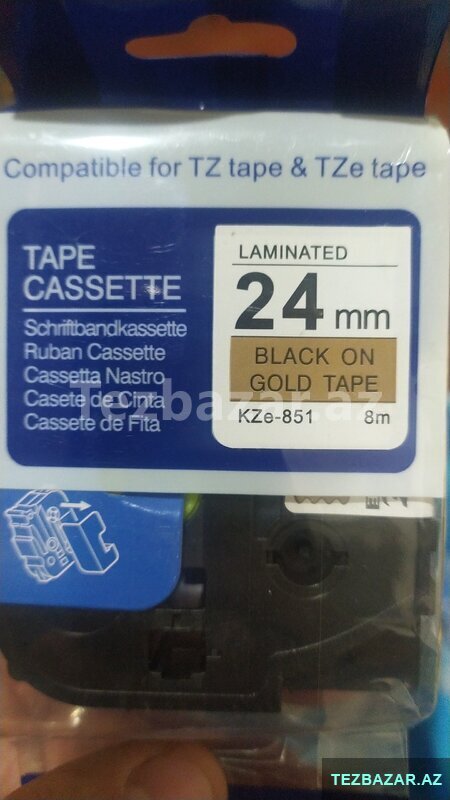 Compatible for TZ tape & TZe tape
TAPE
CASSETTE
Schriftbandkassette
Ruban Cassette
Cassetta Nastro
Casete de Cinta
Cassete de Fita
LAMINATED
24 mm
BLACK ON
GOLD TAPE
KZe-851 8m
Tezbazar.az
TEZBAZAR.AZ